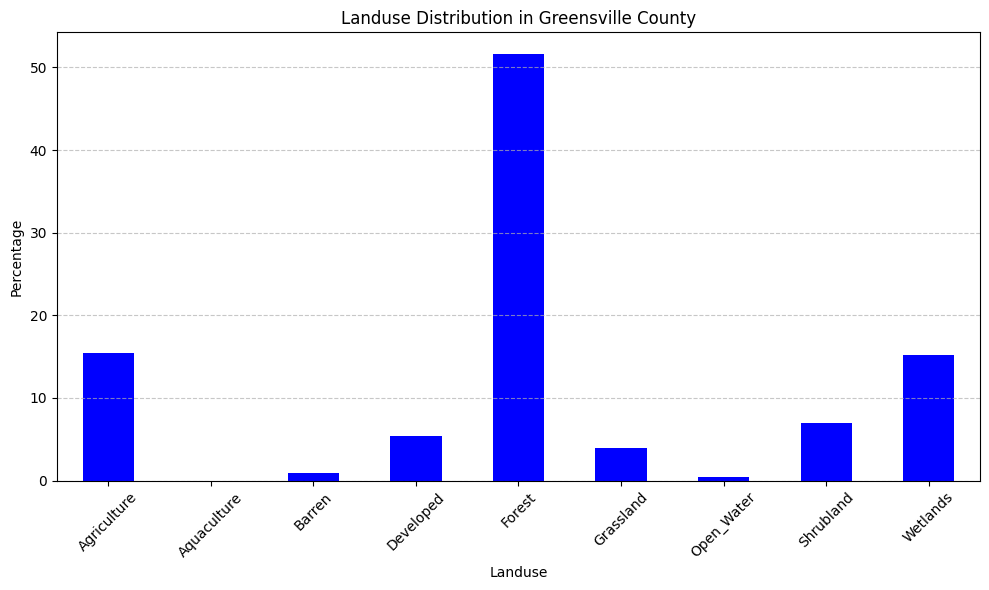 Landuse Distribution in Greensville County
Percentage
50
40
30
20
10
0
Agriculture
Aquaculture
Barren
Developed
Forest
Grassland
Open_Water
Shrubland
Wetlands
Landuse